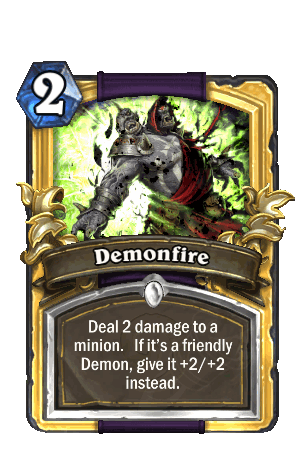 2
Demonfire
Deal 2 damage to a
minion. If it's a friendly
Demon, give it +2/+2
instead.